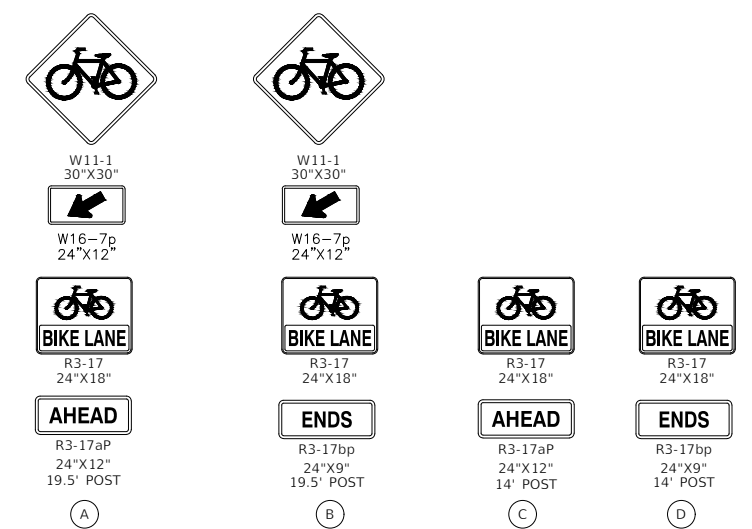 W11-1
30"X30"
W16-7p
24"X12"
BIKE LANE
R3-17
24"X18"
AHEAD
R3-17aP
24"X12"
19.5' POST
A
W11-1
30"X30"
W16-7p
24"X12"
BIKE LANE
R3-17
24"X18"
ENDS
R3-17bp
24"X9"
19.5' POST
B
BIKE LANE
R3-17
24"X18"
AHEAD
R3-17aP
24"X12"
14' POST
C
BIKE LANE
R3-17
24"X18"
ENDS
R3-17bp
24"X9"
14' POST
D